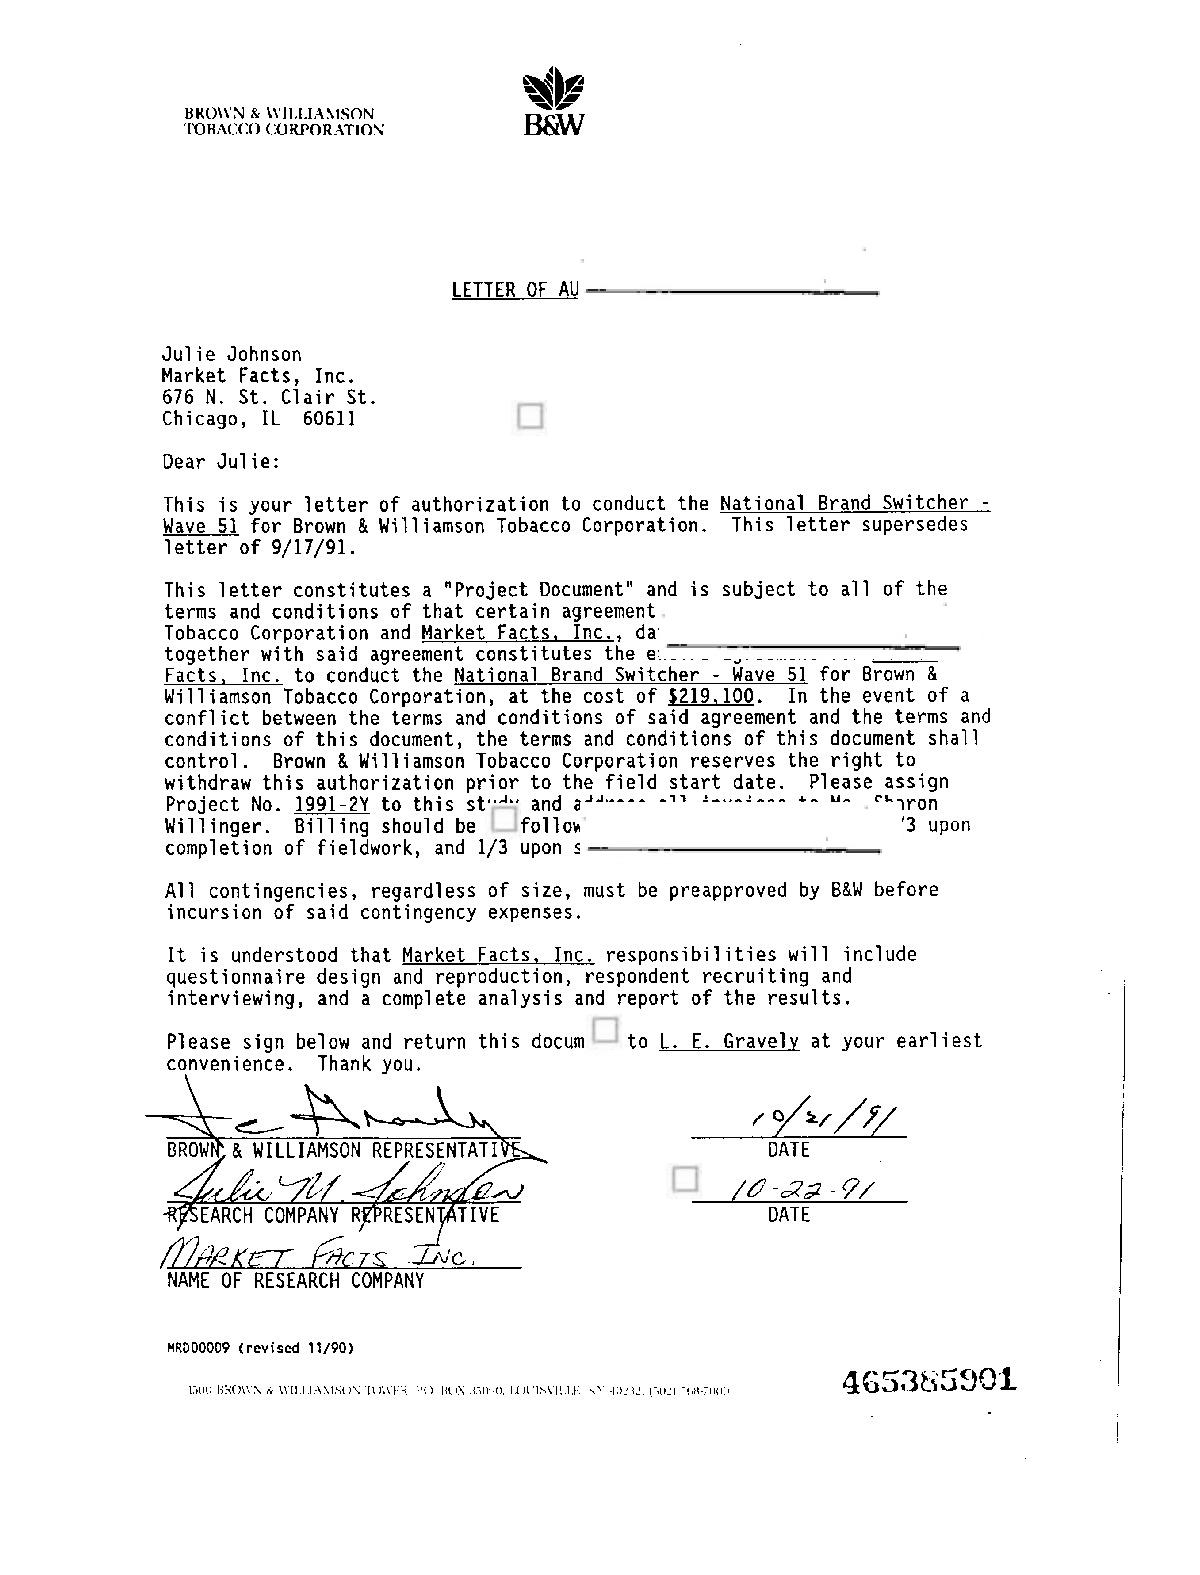 BROWN & WILLIAMSON
TOBACCO CORPORATION
B&W
LETTER OF AU
Julie Johnson
Market Facts, Inc.
676 N. St. Clair St.
Chicago, IL 60611
Dear Julie:
This is your letter of authorization to conduct the National Brand Switcher -
Wave 51 for Brown & Williamson Tobacco Corporation. This letter supersedes
letter of 9/17/91.
This letter constitutes a "Project Document" and is subject to all of the
terms and conditions of that certain agreement
Tobacco Corporation and Market Facts, Inc., da
together with said agreement constitutes the
Facts, Inc. to conduct the National Brand Switcher - Wave 51 for Brown &
Williamson Tobacco Corporation, at the cost of $219,100. In the event of a
conflict between the terms and conditions of said agreement and the terms and
conditions of this document, the terms and conditions of this document shall
control. Brown & Williamson Tobacco Corporation reserves the right to
withdraw this authorization prior to the field start date. Please assign
Project No. 1991-2Y to this study and address all invoices to Ms. Sharon
Willinger. Billing should be follow '3 upon
completion of fieldwork, and 1/3 upon s
All contingencies, regardless of size, must be preapproved by B&W before
incursion of said contingency expenses.
It is understood that Market Facts, Inc. responsibilities will include
questionnaire design and reproduction, respondent recruiting and
interviewing, and a complete analysis and report of the results.
Please sign below and return this docum to L. E. Gravely at your earliest
convenience. Thank you.
10/21/91
BROWN & WILLIAMSON REPRESENTATIVE DATE
Julie M. Johnson 10-22-91
RESEARCH COMPANY REPRESENTATIVE DATE
MARKET FACTS INC.
NAME OF RESEARCH COMPANY
MRD00009 (revised 11/90)
1500 BROWN & WILLIAMSON TOWER, P.O. BOX 35090, LOUISVILLE, KY 40232, (502) 568-7000
465385901